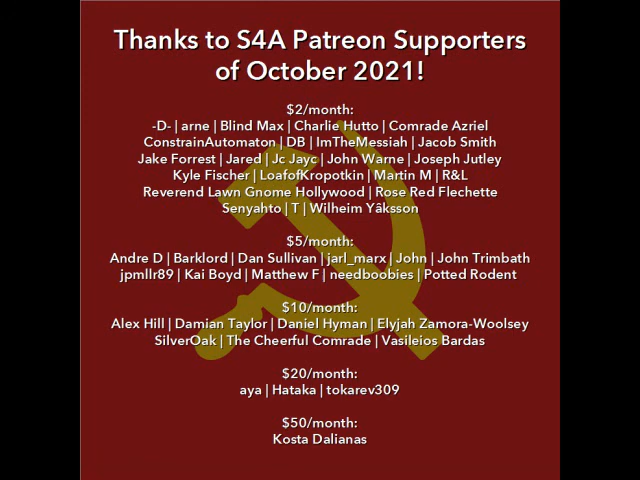 Thanks to S4A Patreon Supporters
of October 2021!
$2/month:
-D- | arne | Blind Max | Charlie Hutto | Comrade Azriel
ConstrainAutomaton | DB | ImTheMessiah | Jacob Smith
Jake Forrest | Jared | Jc Jayc | John Warne | Joseph Jutley
Kyle Fischer | LoafofKropotkin | Martin M | R&L
Reverend Lawn Gnome Hollywood | Rose Red Flechette
Senyahto | T | Wilheim Yâksson
$5/month:
Andre D | Barklord | Dan Sullivan | jarl_marx | John | John Trimbath
jpmllr89 | Kai Boyd | Matthew F | needboobies | Potted Rodent
$10/month:
Alex Hill | Damian Taylor | Daniel Hyman | Elyjah Zamora-Woolsey
SilverOak | The Cheerful Comrade | Vasileios Bardas
$20/month:
aya | Hataka | tokarev309
$50/month:
Kosta Dalianas